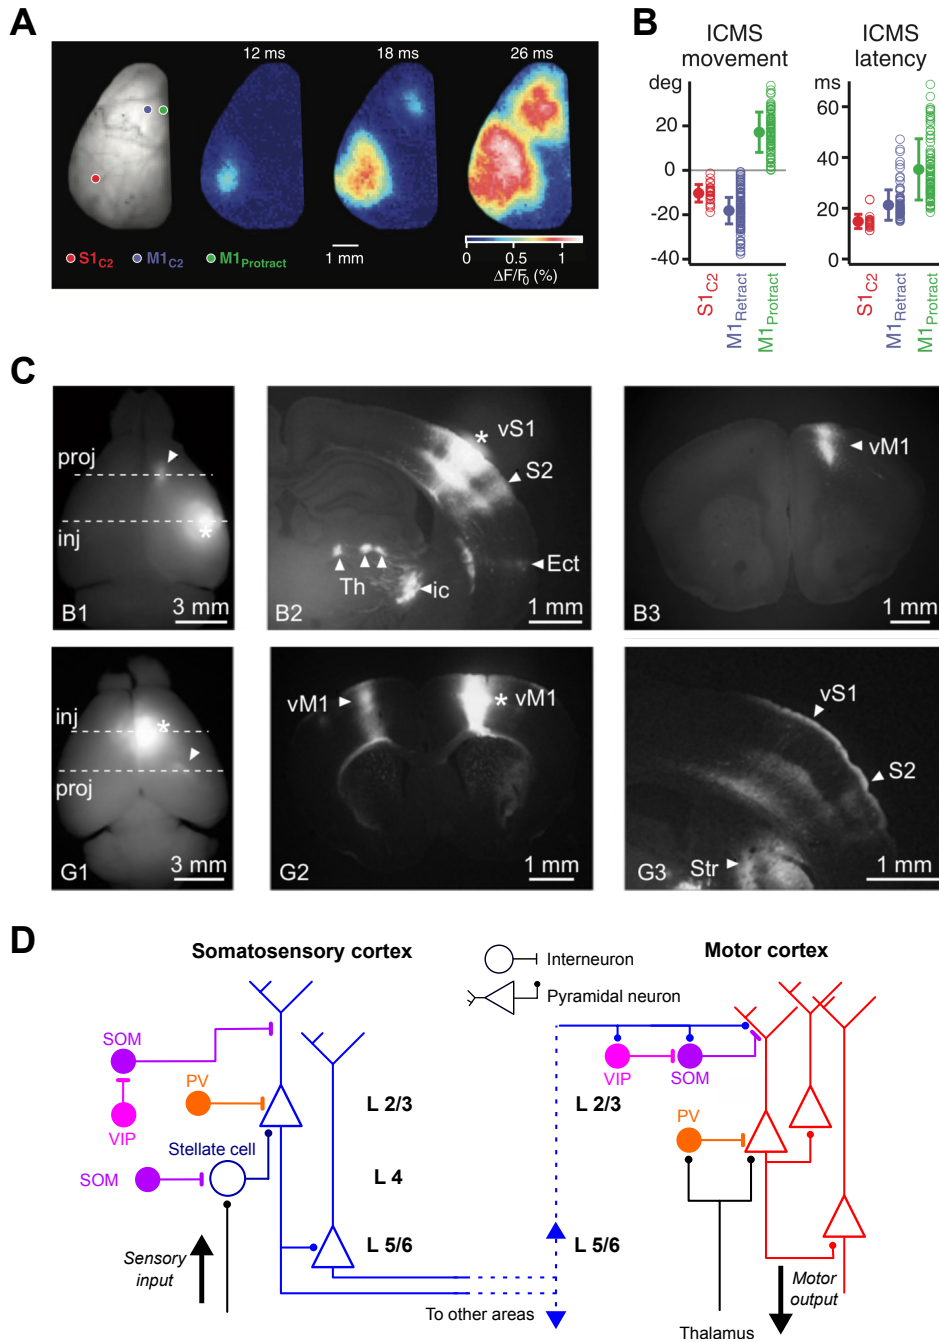 A
12 ms
18 ms
26 ms
S1C2
M1C2
M1Protract
1 mm
0 0.5 1
ΔF/F0 (%)
B
ICMS
movement
deg
20
0
-20
-40
S1C2
M1Retract
M1Protract
ICMS
latency
ms
60
40
20
0
S1C2
M1Retract
M1Protract
C
proj
inj
*
B1
3 mm
vS1
*
S2
Ect
Th
ic
B2
1 mm
vM1
B3
1 mm
inj
*
proj
G1
3 mm
vM1
* vM1
G2
1 mm
vS1
S2
Str
G3
1 mm
D
Somatosensory cortex
Interneuron
Pyramidal neuron
Motor cortex
SOM
PV
VIP
Stellate cell
SOM
L 2/3
L 4
L 5/6
Sensory
input
To other areas
VIP
SOM
L 2/3
PV
L 5/6
Motor
output
Thalamus